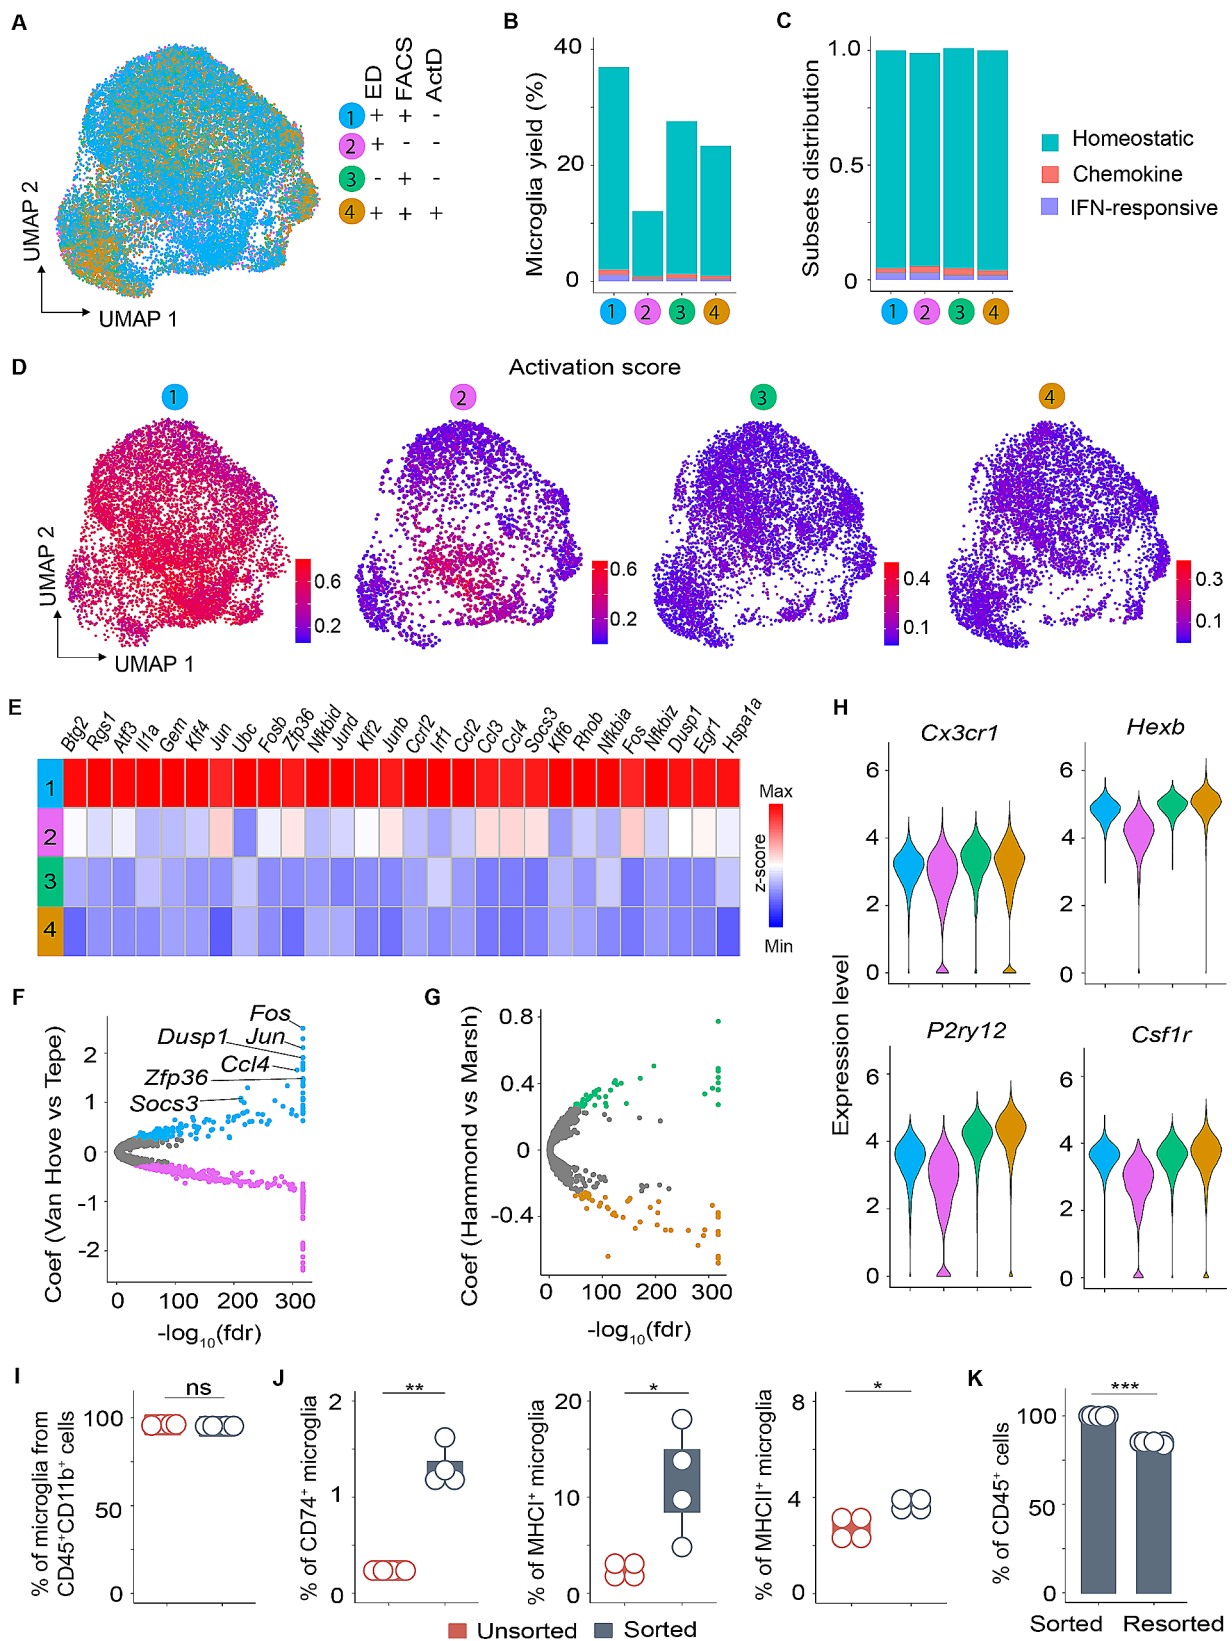 A
ED
FACS
ActD
1 + + -
2 + - -
3 - + -
4 + + +
UMAP 2
UMAP 1
B
Microglia yield (%)
40
20
0
1 2 3 4
C
Subsets distribution
1.0
0.5
0
1 2 3 4
Homeostatic
Chemokine
IFN-responsive
D
Activation score
1 2 3 4
UMAP 2
UMAP 1
0.6
0.2
0.6
0.2
0.4
0.1
0.3
0.1
E
Btg2 Rgs1 Atf3 Il1a Gem Klf4 Jun Ubc Fosb Zfp36 Nfkbid Jund Klf2 Junb Ccrl2 Irf1 Ccl2 Ccl3 Ccl4 Socs3 Klf6 Rhob Nfkbia Fos Nfkbiz Dusp1 Egr1 Hspa1a
1
2
3
4
Max
z-score
Min
F
Coef (Van Hove vs Tepe)
2
1
0
-1
-2
Fos
Dusp1 Jun
Ccl4
Zfp36
Socs3
0 100 200 300
-log10(fdr)
G
Coef (Hammond vs Marsh)
0.8
0.4
0
-0.4
0 100 200 300
-log10(fdr)
H
Expression level
Cx3cr1
6
4
2
0
Hexb
6
4
2
0
P2ry12
6
4
2
0
Csf1r
6
4
2
0
I
% of microglia from
CD45+CD11b+ cells
100
50
0
ns
J
% of CD74+ microglia
2
1
0
**
% of MHCI+ microglia
20
10
0
*
% of MHCII+ microglia
8
4
0
*
Unsorted Sorted
K
% of CD45+ cells
100
50
0
***
Sorted Resorted